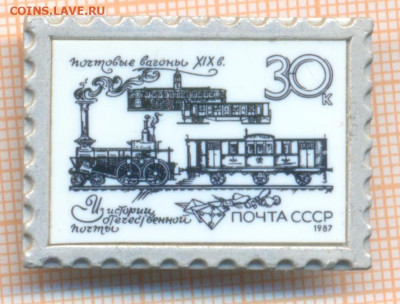 COINS.LAVE.RU
почтовые вагоны XIX в.
30
к
Из истории
отечественной
почты
ПОЧТА СССР
1987